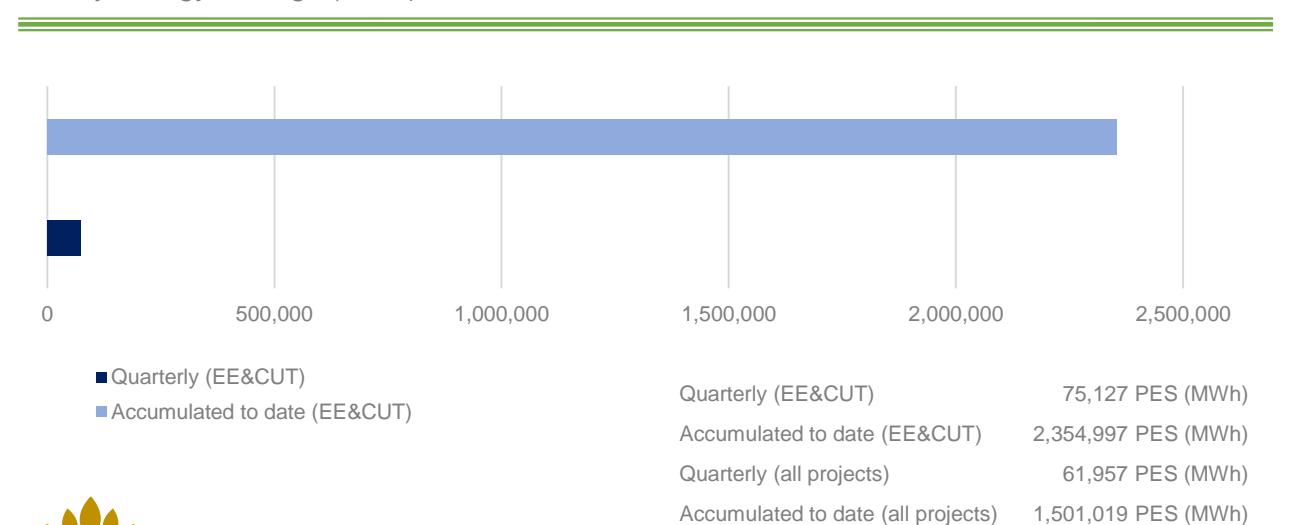 0 500,000 1,000,000 1,500,000 2,000,000 2,500,000
Quarterly (EE&CUT)
Accumulated to date (EE&CUT)
Quarterly (EE&CUT) 75,127 PES (MWh)
Accumulated to date (EE&CUT) 2,354,997 PES (MWh)
Quarterly (all projects) 61,957 PES (MWh)
Accumulated to date (all projects) 1,501,019 PES (MWh)